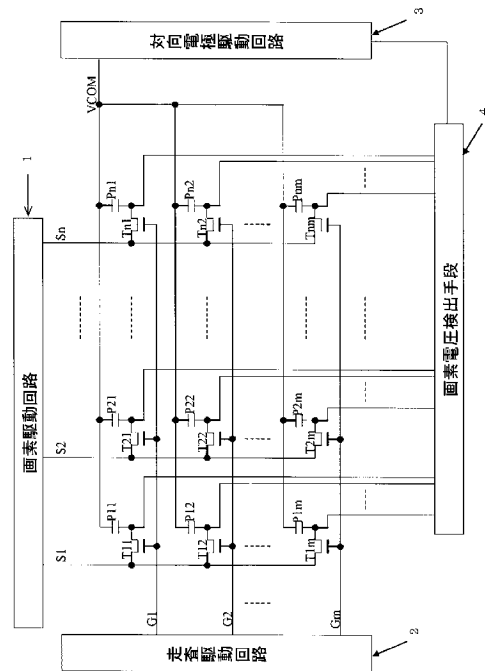 1
画素駆動回路
S1
S2
Sn
VCOM
対向電極駆動回路
3
P11
P21
Pn1
T11
T21
Tn1
G1
P12
P22
Pn2
T12
T22
Tn2
G2
P1m
P2m
Pnm
T1m
T2m
Tnm
Gm
走査駆動回路
2
画素電圧検出手段
4